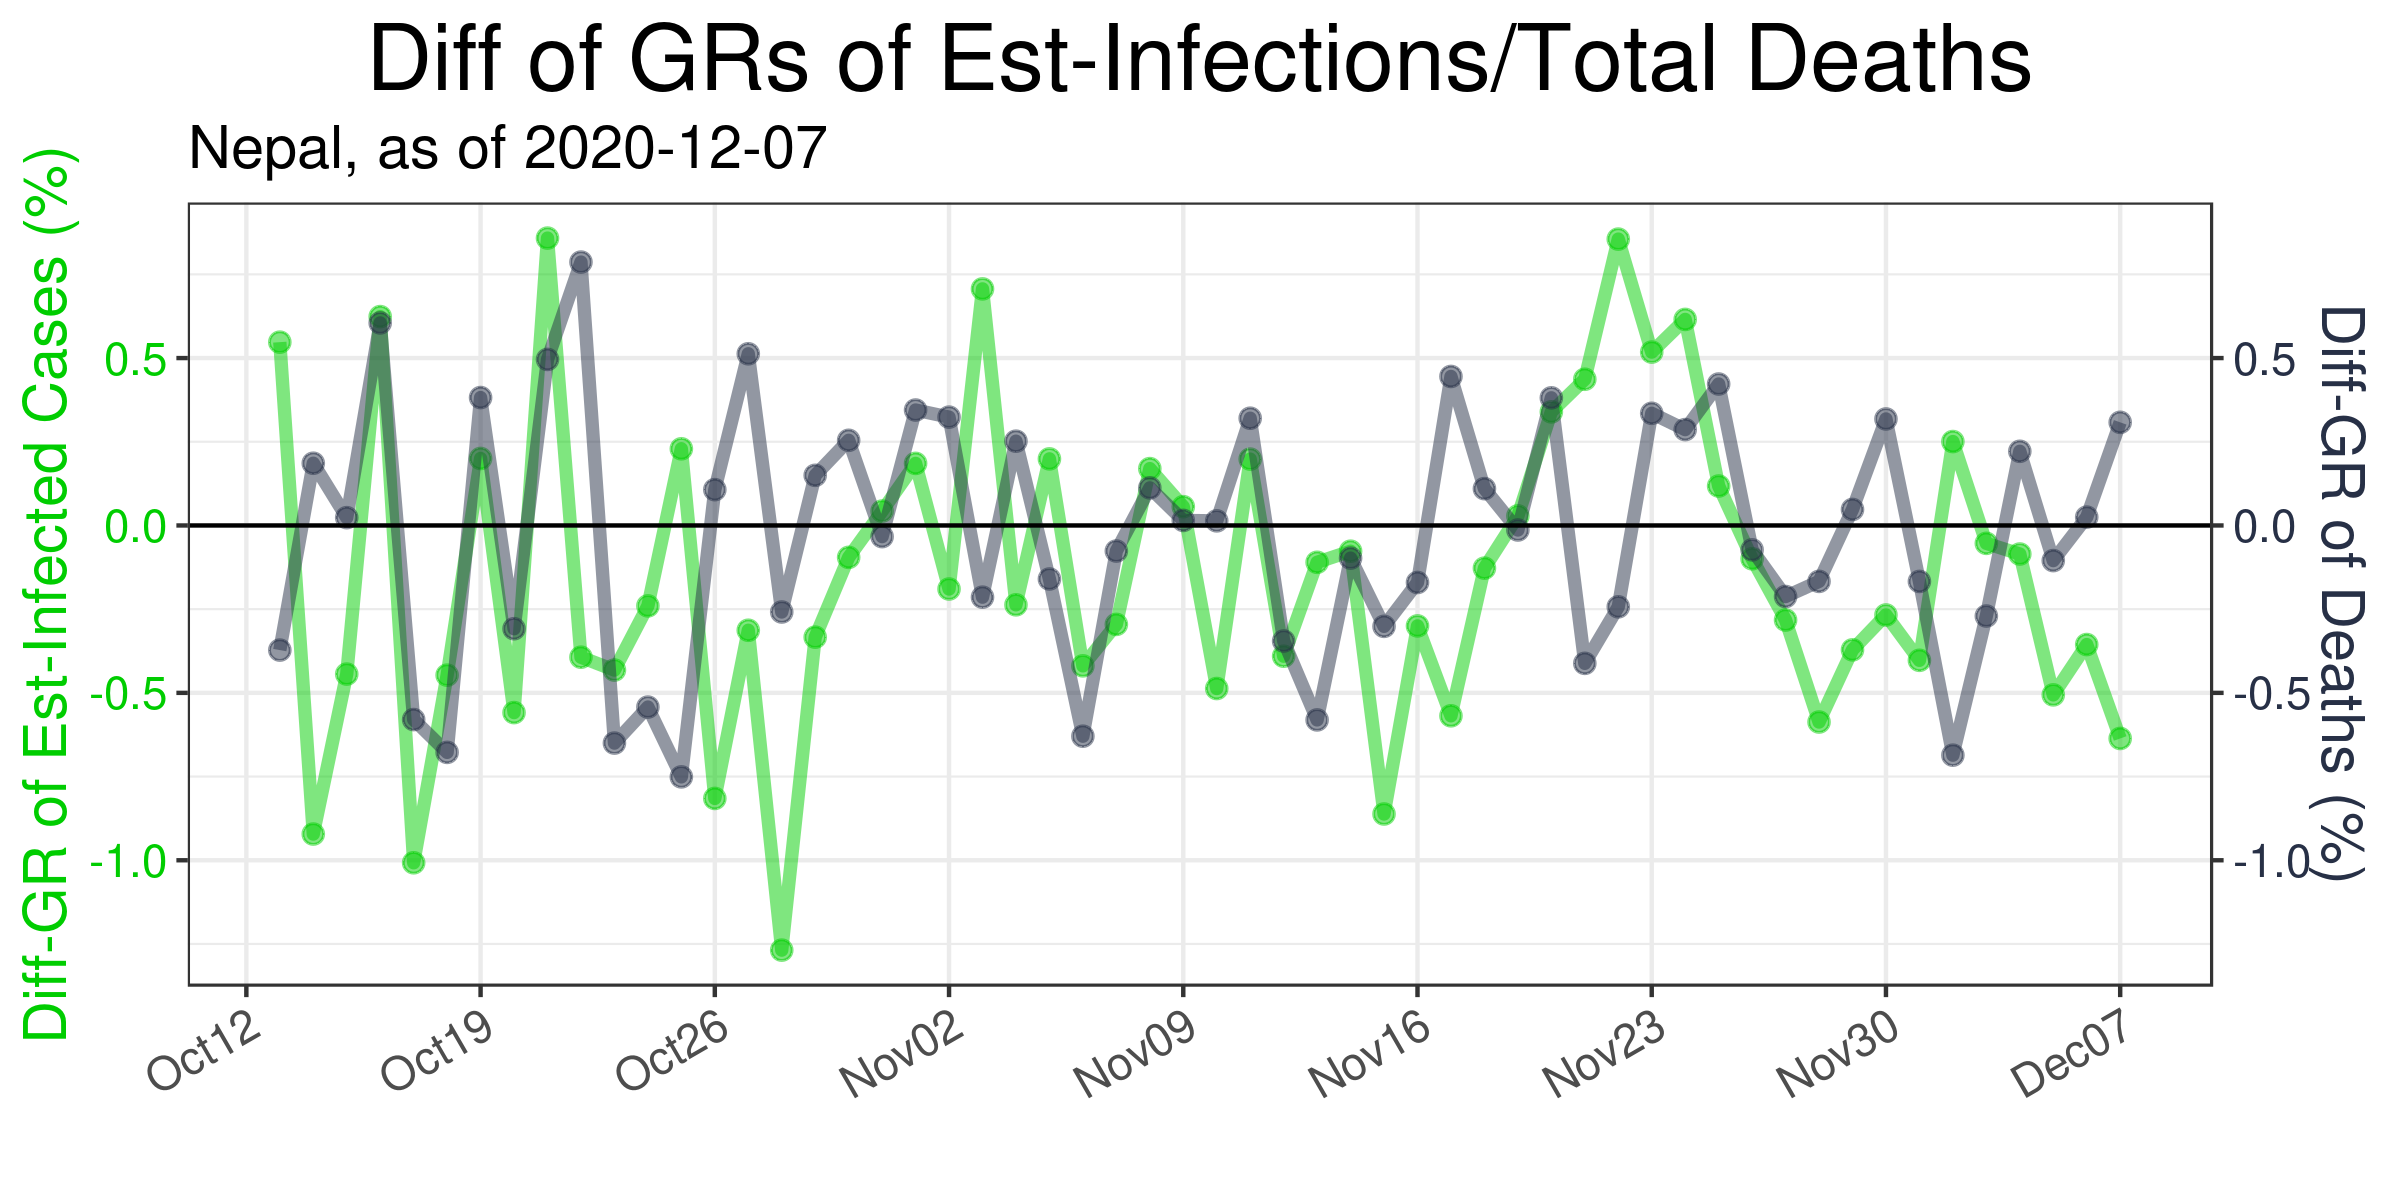 Diff of GRs of Est-Infections/Total Deaths
Nepal, as of 2020-12-07
Diff-GR of Est-Infected Cases (%)
0.5
0.0
-0.5
-1.0
0.5
0.0
-0.5
-1.0
Diff-GR of Deaths (%)
Oct12
Oct19
Oct26
Nov02
Nov09
Nov16
Nov23
Nov30
Dec07